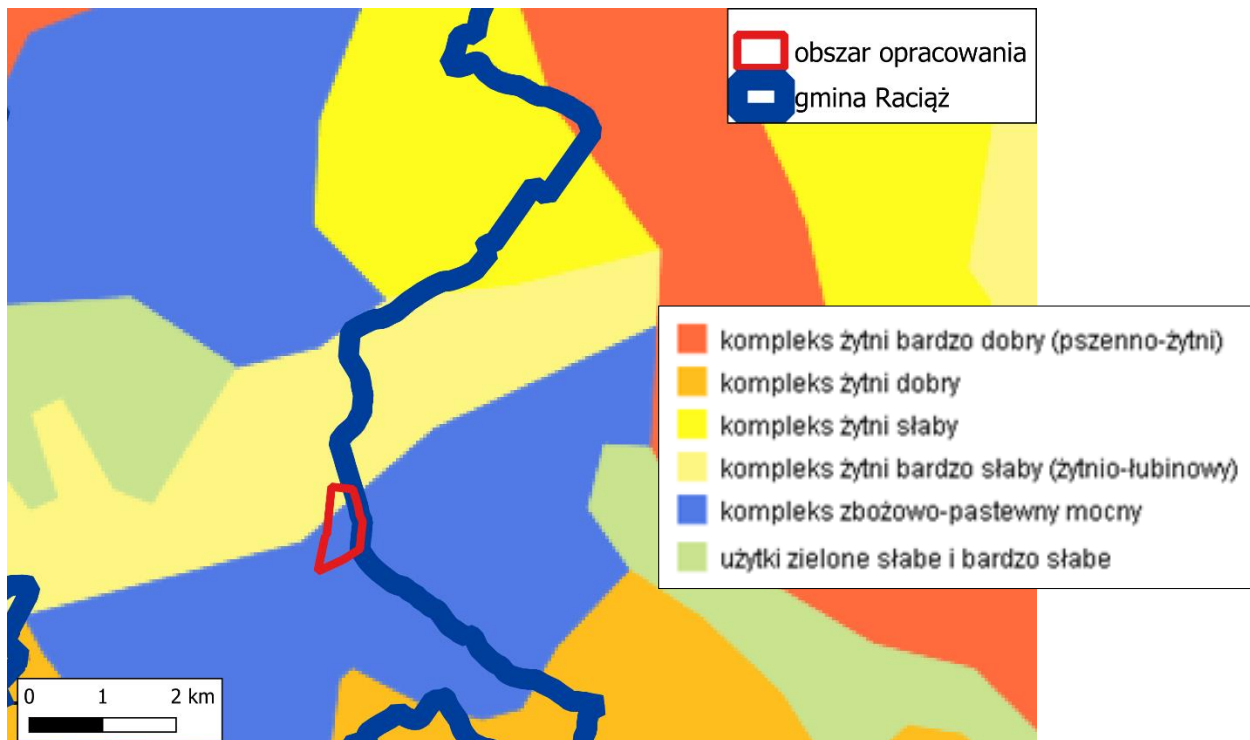 obszar opracowania
gmina Raciąż
kompleks żytni bardzo dobry (pszenno-żytni)
kompleks żytni dobry
kompleks żytni słaby
kompleks żytni bardzo słaby (żytnio-łubinowy)
kompleks zbożowo-pastewny mocny
użytki zielone słabe i bardzo słabe
0 1 2 km